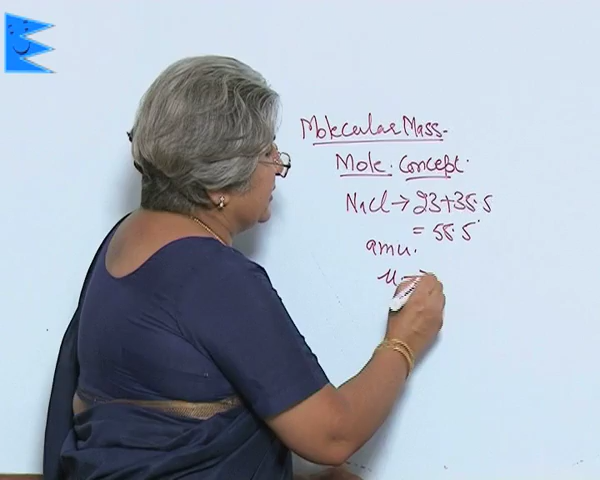 Molecular Mass-
Mole. Concept.
NaCl → 23+35.5
= 58.5
amu.
u →